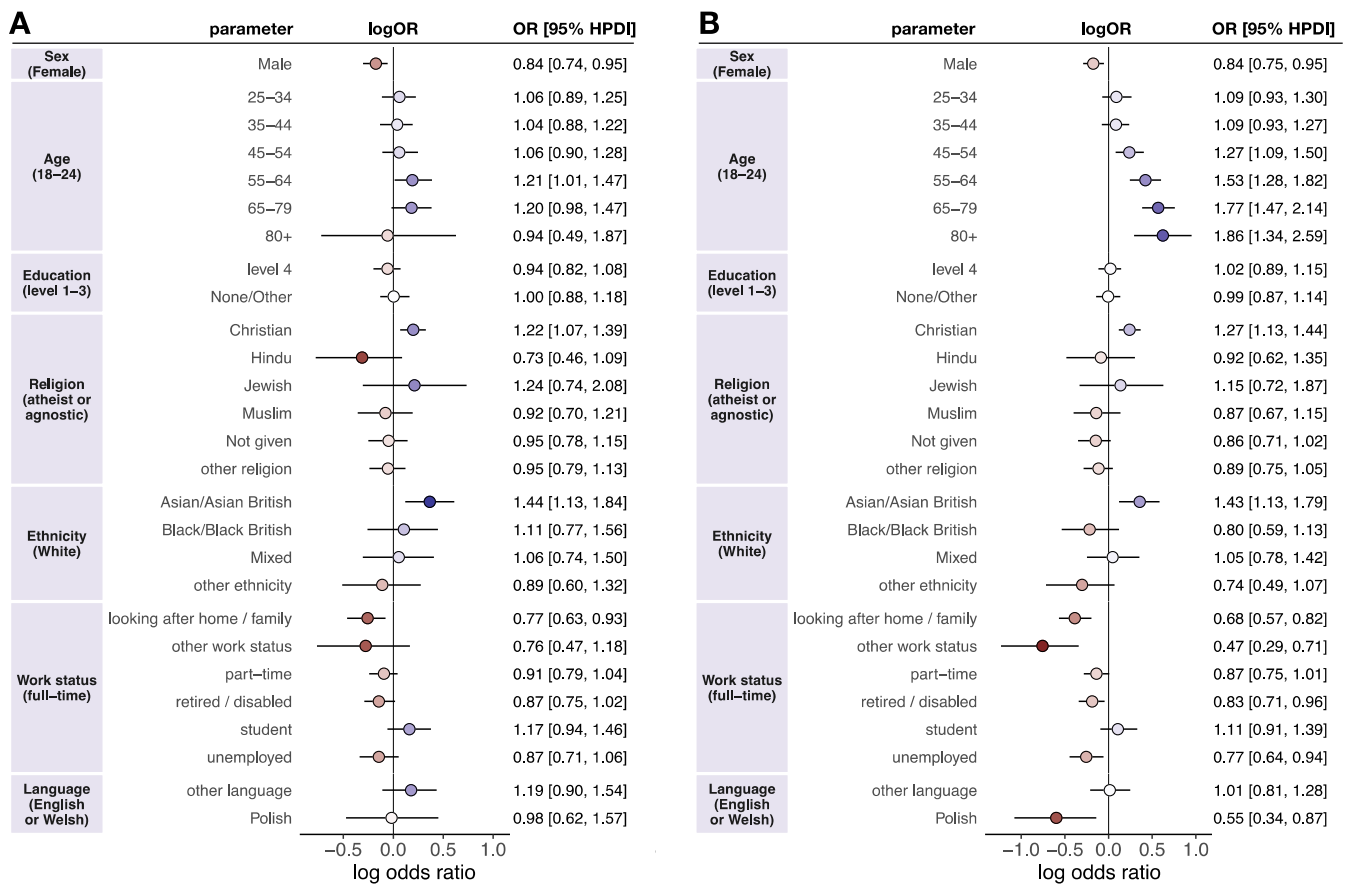 A
parameter logOR OR [95% HPDI]
Sex
(Female)
Male 0.84 [0.74, 0.95]
Age
(18–24)
25–34 1.06 [0.89, 1.25]
35–44 1.04 [0.88, 1.22]
45–54 1.06 [0.90, 1.28]
55–64 1.21 [1.01, 1.47]
65–79 1.20 [0.98, 1.47]
80+ 0.94 [0.49, 1.87]
Education
(level 1–3)
level 4 0.94 [0.82, 1.08]
None/Other 1.00 [0.88, 1.18]
Religion
(atheist or
agnostic)
Christian 1.22 [1.07, 1.39]
Hindu 0.73 [0.46, 1.09]
Jewish 1.24 [0.74, 2.08]
Muslim 0.92 [0.70, 1.21]
Not given 0.95 [0.78, 1.15]
other religion 0.95 [0.79, 1.13]
Ethnicity
(White)
Asian/Asian British 1.44 [1.13, 1.84]
Black/Black British 1.11 [0.77, 1.56]
Mixed 1.06 [0.74, 1.50]
other ethnicity 0.89 [0.60, 1.32]
Work status
(full–time)
looking after home / family 0.77 [0.63, 0.93]
other work status 0.76 [0.47, 1.18]
part–time 0.91 [0.79, 1.04]
retired / disabled 0.87 [0.75, 1.02]
student 1.17 [0.94, 1.46]
unemployed 0.87 [0.71, 1.06]
Language
(English
or Welsh)
other language 1.19 [0.90, 1.54]
Polish 0.98 [0.62, 1.57]
−0.5 0.0 0.5 1.0
log odds ratio
B
parameter logOR OR [95% HPDI]
Sex
(Female)
Male 0.84 [0.75, 0.95]
Age
(18–24)
25–34 1.09 [0.93, 1.30]
35–44 1.09 [0.93, 1.27]
45–54 1.27 [1.09, 1.50]
55–64 1.53 [1.28, 1.82]
65–79 1.77 [1.47, 2.14]
80+ 1.86 [1.34, 2.59]
Education
(level 1–3)
level 4 1.02 [0.89, 1.15]
None/Other 0.99 [0.87, 1.14]
Religion
(atheist or
agnostic)
Christian 1.27 [1.13, 1.44]
Hindu 0.92 [0.62, 1.35]
Jewish 1.15 [0.72, 1.87]
Muslim 0.87 [0.67, 1.15]
Not given 0.86 [0.71, 1.02]
other religion 0.89 [0.75, 1.05]
Ethnicity
(White)
Asian/Asian British 1.43 [1.13, 1.79]
Black/Black British 0.80 [0.59, 1.13]
Mixed 1.05 [0.78, 1.42]
other ethnicity 0.74 [0.49, 1.07]
Work status
(full–time)
looking after home / family 0.68 [0.57, 0.82]
other work status 0.47 [0.29, 0.71]
part–time 0.87 [0.75, 1.01]
retired / disabled 0.83 [0.71, 0.96]
student 1.11 [0.91, 1.39]
unemployed 0.77 [0.64, 0.94]
Language
(English
or Welsh)
other language 1.01 [0.81, 1.28]
Polish 0.55 [0.34, 0.87]
−1.0 −0.5 0.0 0.5 1.0
log odds ratio